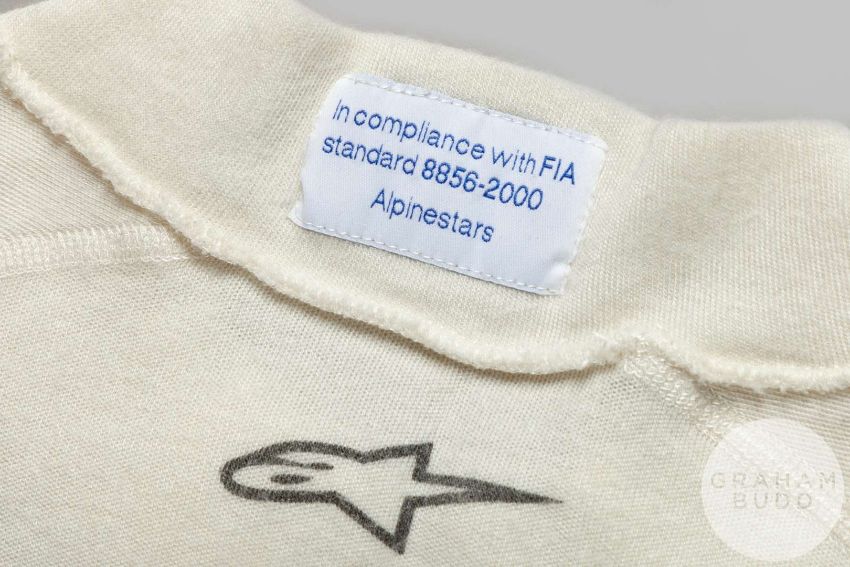 In compliance with FIA
standard 8856-2000
Alpinestars
GRAHAM
BUDD